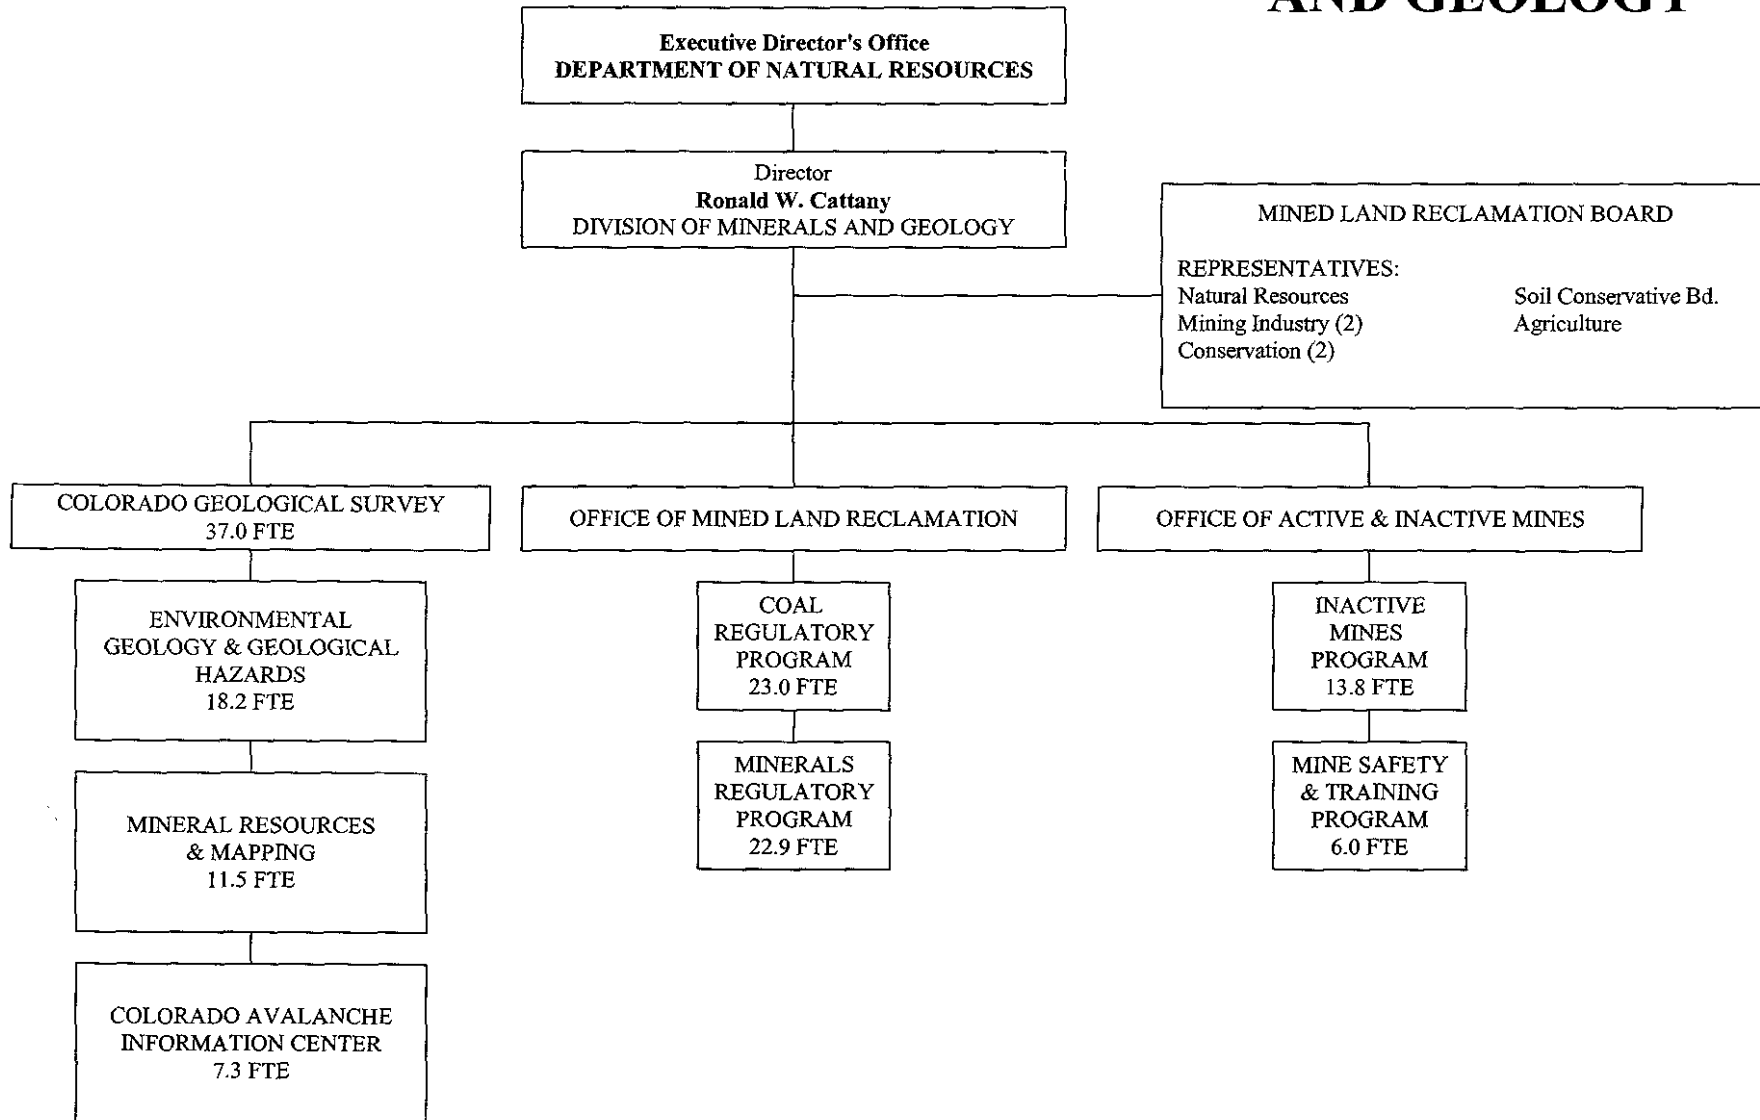 AND GEOLOGY
Executive Director's Office
DEPARTMENT OF NATURAL RESOURCES
Director
Ronald W. Cattany
DIVISION OF MINERALS AND GEOLOGY
MINED LAND RECLAMATION BOARD
REPRESENTATIVES:
Natural Resources Soil Conservative Bd.
Mining Industry (2) Agriculture
Conservation (2)
COLORADO GEOLOGICAL SURVEY
37.0 FTE
OFFICE OF MINED LAND RECLAMATION
OFFICE OF ACTIVE & INACTIVE MINES
ENVIRONMENTAL
GEOLOGY & GEOLOGICAL
HAZARDS
18.2 FTE
COAL
REGULATORY
PROGRAM
23.0 FTE
INACTIVE
MINES
PROGRAM
13.8 FTE
MINERAL RESOURCES
& MAPPING
11.5 FTE
MINERALS
REGULATORY
PROGRAM
22.9 FTE
MINE SAFETY
& TRAINING
PROGRAM
6.0 FTE
COLORADO AVALANCHE
INFORMATION CENTER
7.3 FTE